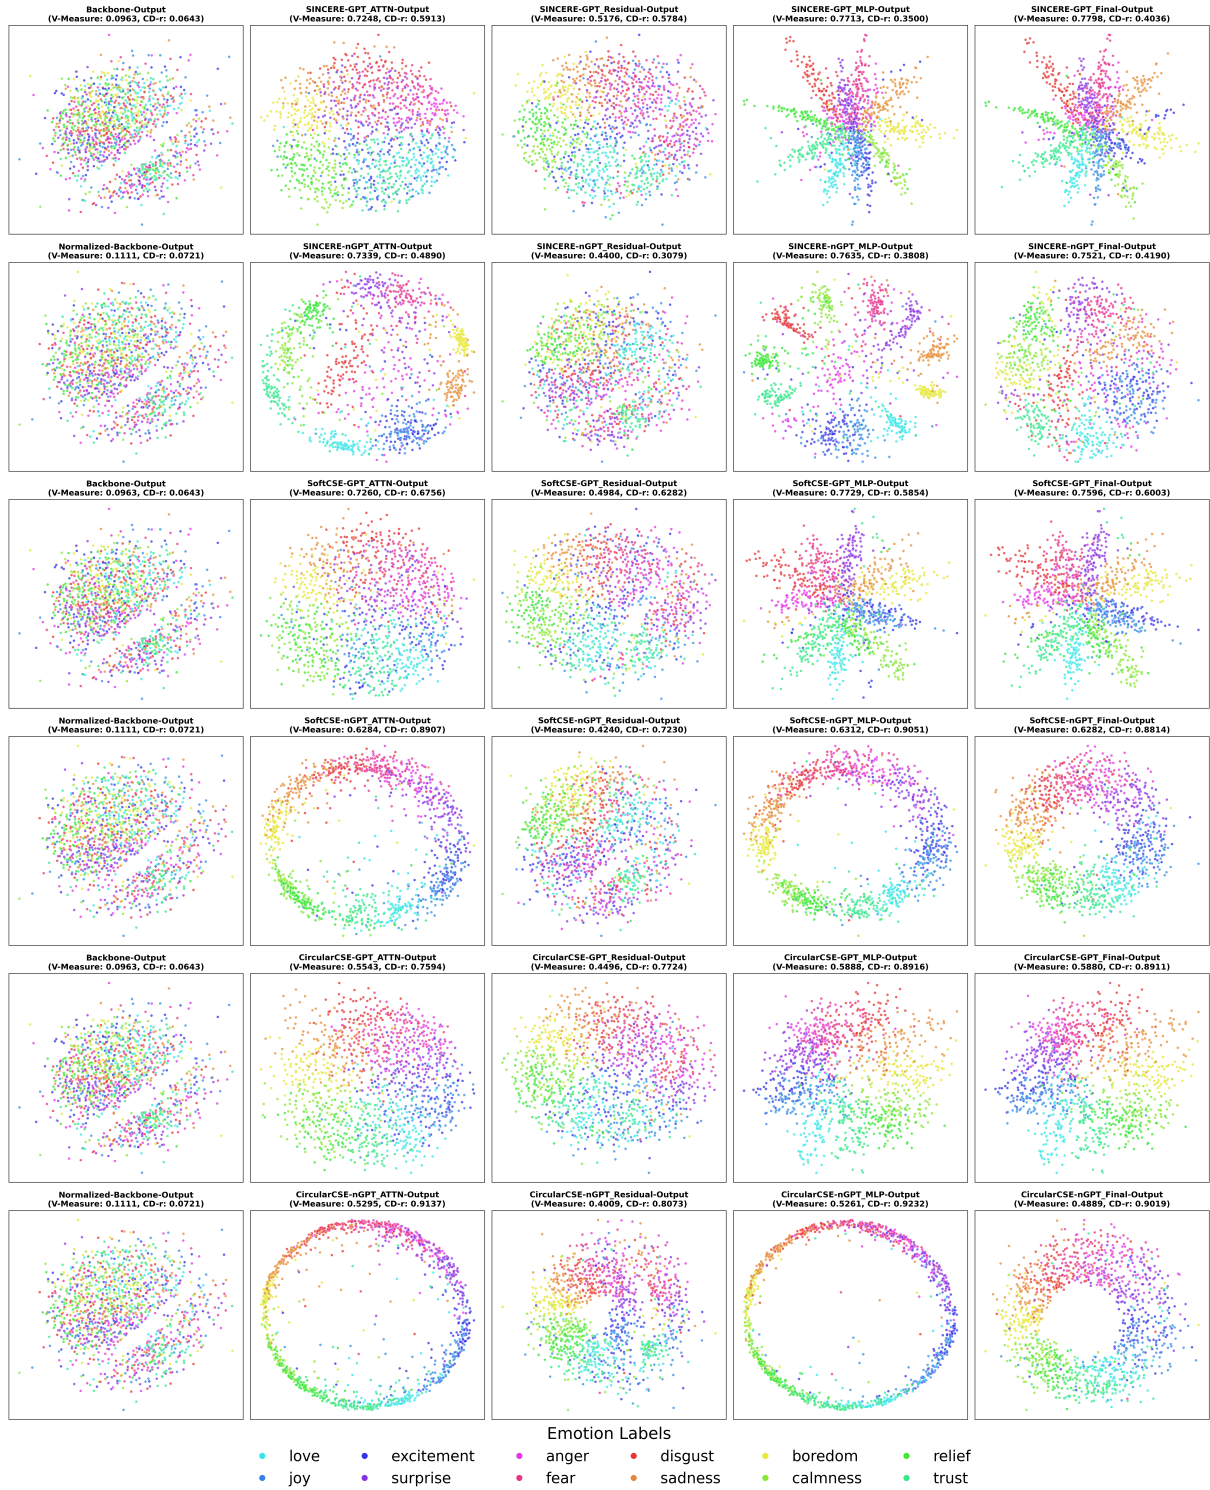 Backbone-Output
(V-Measure: 0.0963, CD-r: 0.0643)
SINCERE-GPT_ATTN-Output
(V-Measure: 0.7248, CD-r: 0.5913)
SINCERE-GPT_Residual-Output
(V-Measure: 0.5176, CD-r: 0.5784)
SINCERE-GPT_MLP-Output
(V-Measure: 0.7713, CD-r: 0.3500)
SINCERE-GPT_Final-Output
(V-Measure: 0.7798, CD-r: 0.4036)
Normalized-Backbone-Output
(V-Measure: 0.1111, CD-r: 0.0721)
SINCERE-nGPT_ATTN-Output
(V-Measure: 0.7339, CD-r: 0.4890)
SINCERE-nGPT_Residual-Output
(V-Measure: 0.4400, CD-r: 0.3079)
SINCERE-nGPT_MLP-Output
(V-Measure: 0.7635, CD-r: 0.3808)
SINCERE-nGPT_Final-Output
(V-Measure: 0.7521, CD-r: 0.4190)
Backbone-Output
(V-Measure: 0.0963, CD-r: 0.0643)
SoftCSE-GPT_ATTN-Output
(V-Measure: 0.7260, CD-r: 0.6756)
SoftCSE-GPT_Residual-Output
(V-Measure: 0.4984, CD-r: 0.6282)
SoftCSE-GPT_MLP-Output
(V-Measure: 0.7729, CD-r: 0.5854)
SoftCSE-GPT_Final-Output
(V-Measure: 0.7596, CD-r: 0.6003)
Normalized-Backbone-Output
(V-Measure: 0.1111, CD-r: 0.0721)
SoftCSE-nGPT_ATTN-Output
(V-Measure: 0.6284, CD-r: 0.8907)
SoftCSE-nGPT_Residual-Output
(V-Measure: 0.4240, CD-r: 0.7230)
SoftCSE-nGPT_MLP-Output
(V-Measure: 0.6312, CD-r: 0.9051)
SoftCSE-nGPT_Final-Output
(V-Measure: 0.6282, CD-r: 0.8814)
Backbone-Output
(V-Measure: 0.0963, CD-r: 0.0643)
CircularCSE-GPT_ATTN-Output
(V-Measure: 0.5543, CD-r: 0.7594)
CircularCSE-GPT_Residual-Output
(V-Measure: 0.4496, CD-r: 0.7724)
CircularCSE-GPT_MLP-Output
(V-Measure: 0.5888, CD-r: 0.8916)
CircularCSE-GPT_Final-Output
(V-Measure: 0.5880, CD-r: 0.8911)
Normalized-Backbone-Output
(V-Measure: 0.1111, CD-r: 0.0721)
CircularCSE-nGPT_ATTN-Output
(V-Measure: 0.5295, CD-r: 0.9137)
CircularCSE-nGPT_Residual-Output
(V-Measure: 0.4009, CD-r: 0.8073)
CircularCSE-nGPT_MLP-Output
(V-Measure: 0.5261, CD-r: 0.9232)
CircularCSE-nGPT_Final-Output
(V-Measure: 0.4889, CD-r: 0.9019)
Emotion Labels
love excitement anger disgust boredom relief
joy surprise fear sadness calmness trust